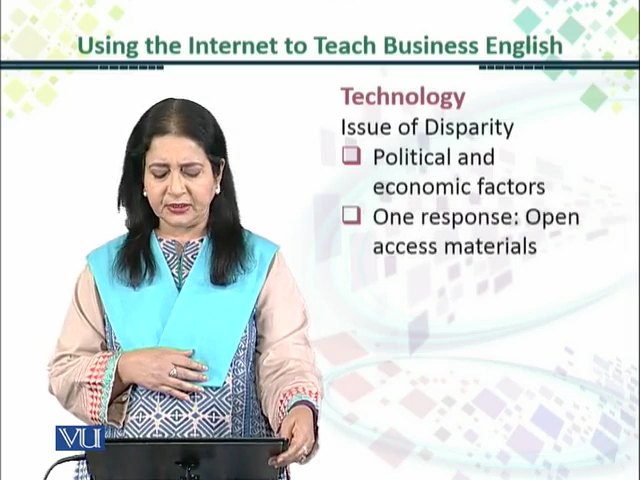 Using the Internet to Teach Business English
Technology
Issue of Disparity
Political and
economic factors
One response: Open
access materials
VU